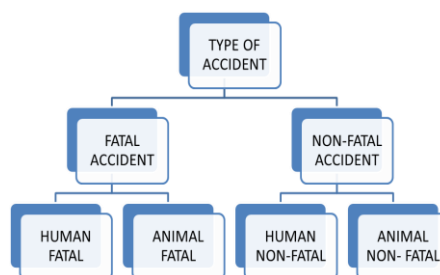 TYPE OF
ACCIDENT
FATAL
ACCIDENT
NON-FATAL
ACCIDENT
HUMAN
FATAL
ANIMAL
FATAL
HUMAN
NON-FATAL
ANIMAL
NON- FATAL